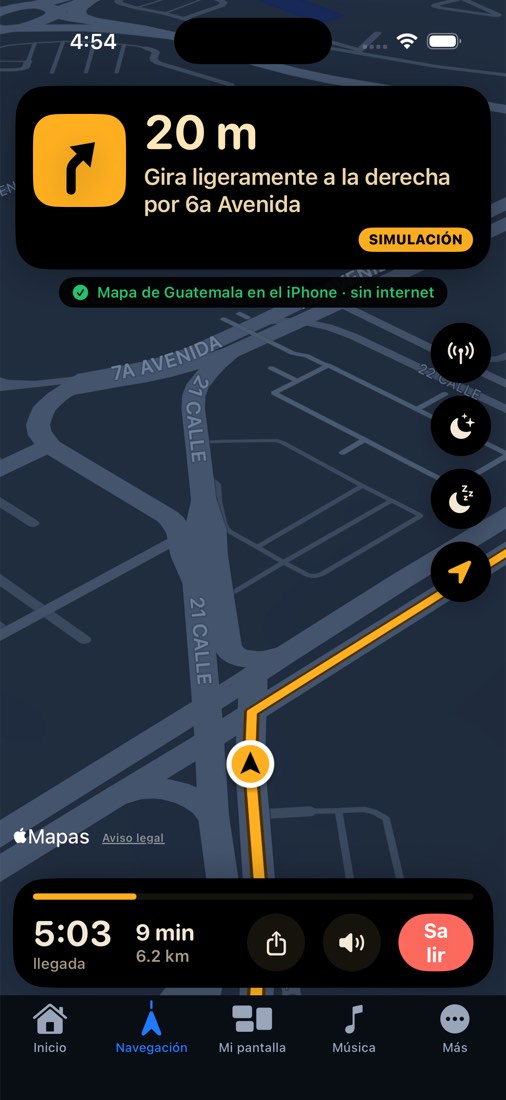 4:54
20 m
Gira ligeramente a la derecha
por 6a Avenida
SIMULACIÓN
Mapa de Guatemala en el iPhone · sin internet
7A AVENIDA
27 CALLE
22 CALLE
21 CALLE
Mapas
Aviso legal
5:03
llegada
9 min
6.2 km
Sa
lir
Inicio
Navegación
Mi pantalla
Música
Más